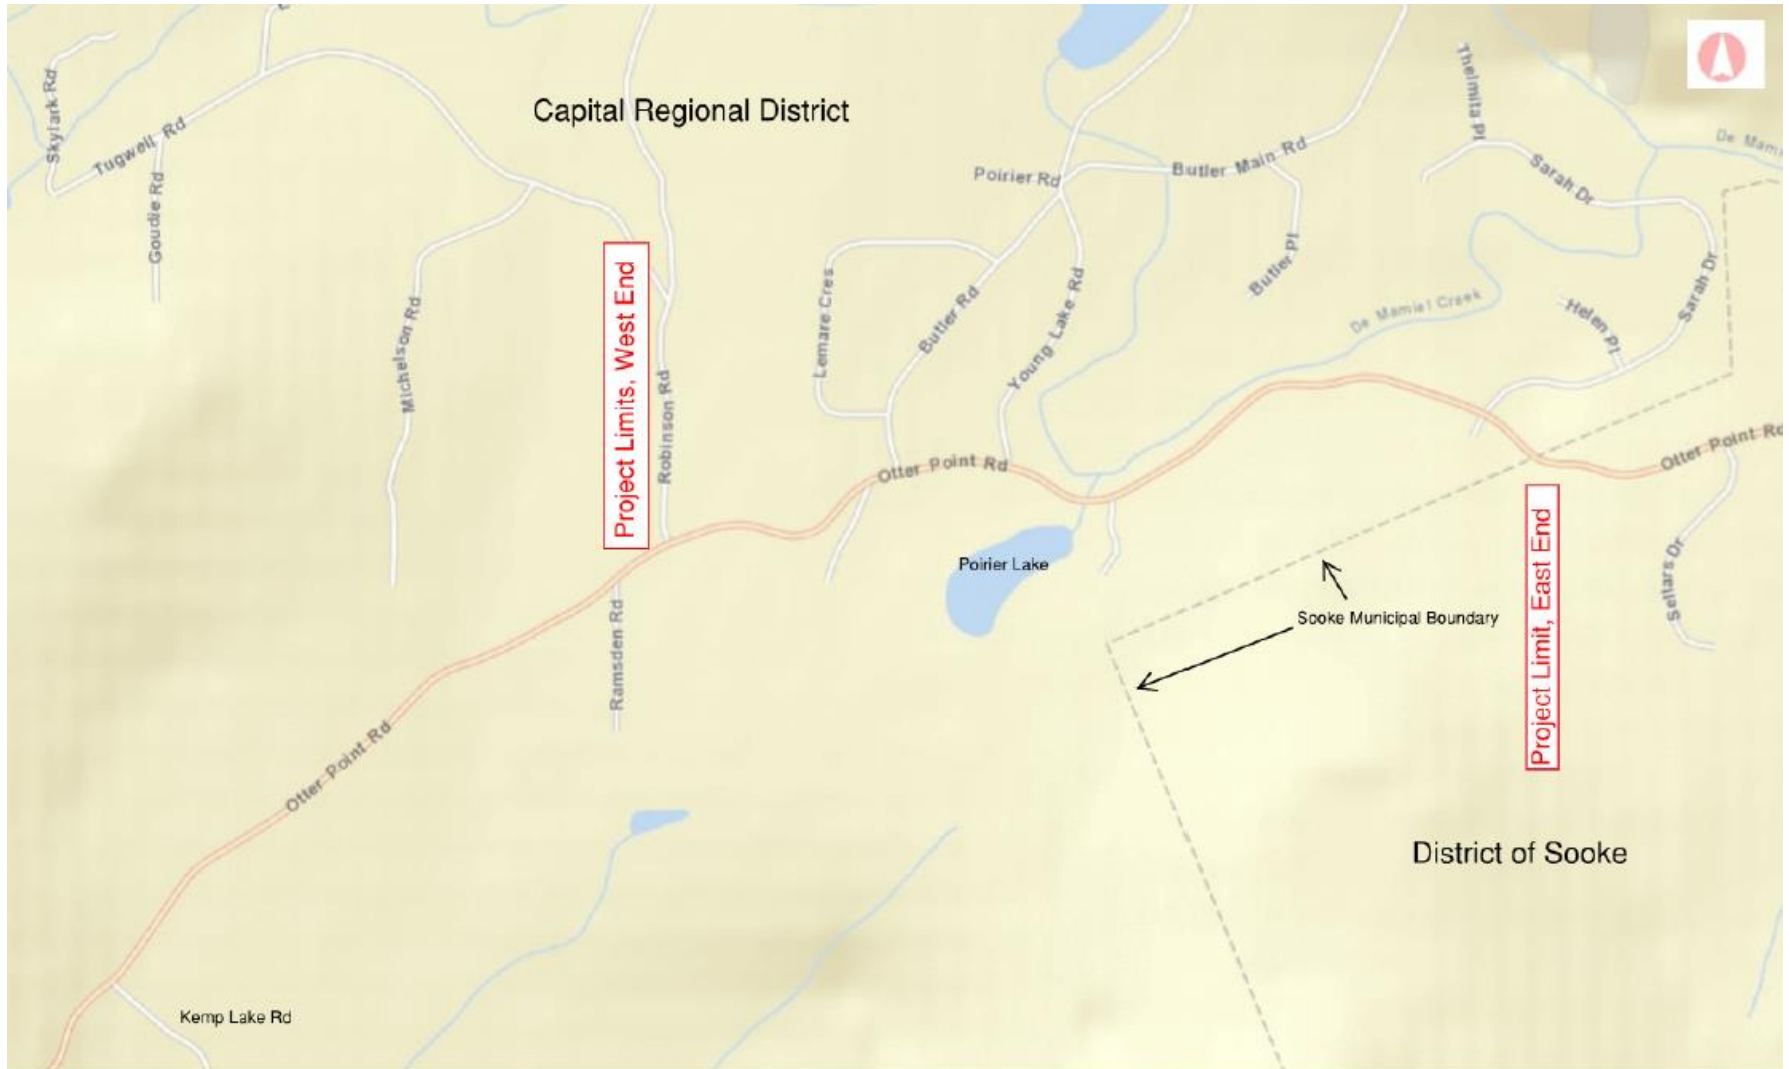 Capital Regional District
Skylark Rd
Tugwell Rd
Goudie Rd
Michelson Rd
Project Limits, West End
Robinson Rd
Lemare Cres
Butler Rd
Poirier Rd
Young Lake Rd
Butler Main Rd
Butler Pl
Thelmita Pl
Sarah Dr
De Mami
De Mamiel Creek
Helen Pl
Sarah Dr
Otter Point Rd
Otter Point Rd
Poirier Lake
Sooke Municipal Boundary
Project Limit, East End
Sellars Dr
Ramsden Rd
Otter Point Rd
District of Sooke
Kemp Lake Rd